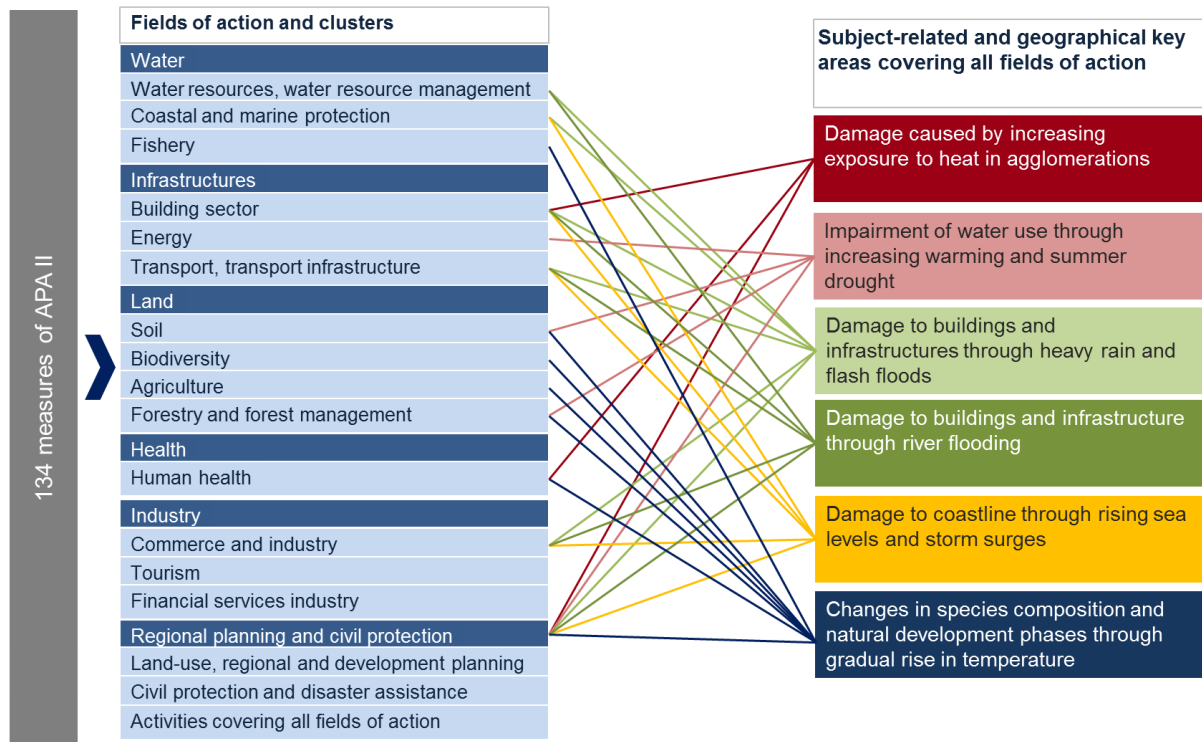 134 measures of APA II
Fields of action and clusters
Water
Water resources, water resource management
Coastal and marine protection
Fishery
Infrastructures
Building sector
Energy
Transport, transport infrastructure
Land
Soil
Biodiversity
Agriculture
Forestry and forest management
Health
Human health
Industry
Commerce and industry
Tourism
Financial services industry
Regional planning and civil protection
Land-use, regional and development planning
Civil protection and disaster assistance
Activities covering all fields of action
Subject-related and geographical key
areas covering all fields of action
Damage caused by increasing
exposure to heat in agglomerations
Impairment of water use through
increasing warming and summer
drought
Damage to buildings and
infrastructures through heavy rain and
flash floods
Damage to buildings and infrastructure
through river flooding
Damage to coastline through rising sea
levels and storm surges
Changes in species composition and
natural development phases through
gradual rise in temperature